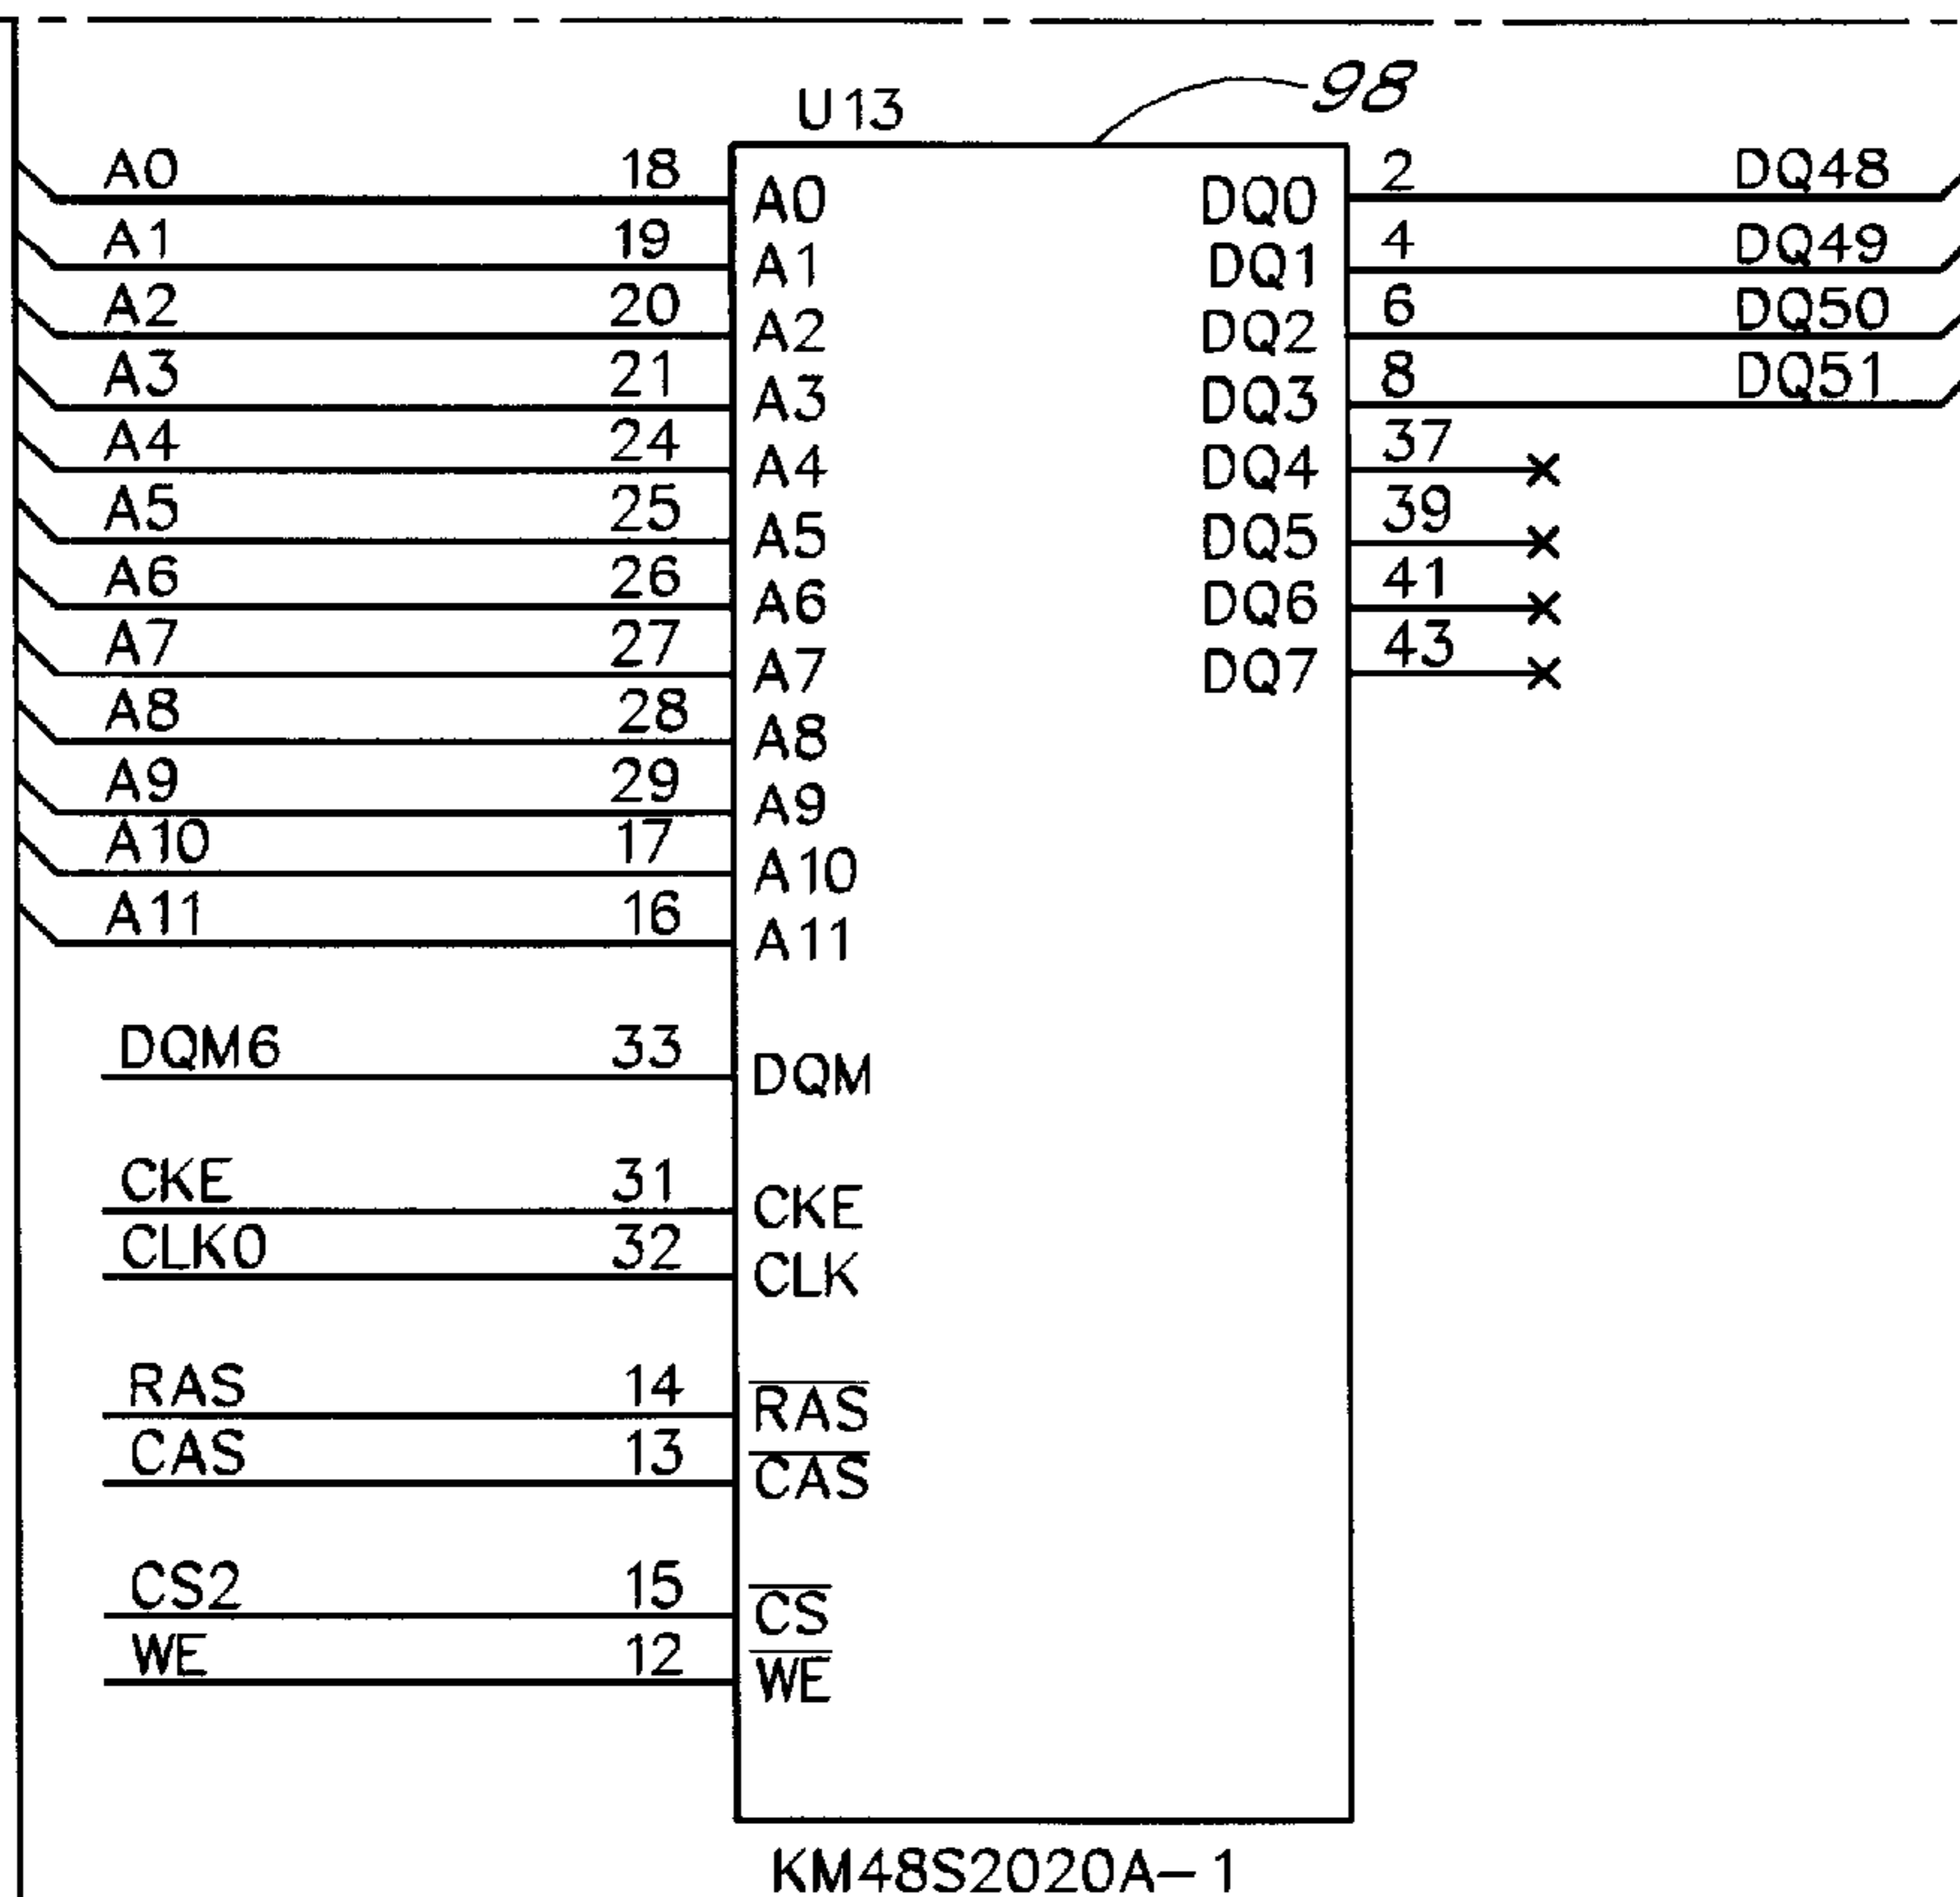 U13 98
A0 18 A0 DQ0 2 DQ48
A1 19 A1 DQ1 4 DQ49
A2 20 A2 DQ2 6 DQ50
A3 21 A3 DQ3 8 DQ51
A4 24 A4 DQ4 37
A5 25 A5 DQ5 39
A6 26 A6 DQ6 41
A7 27 A7 DQ7 43
A8 28 A8
A9 29 A9
A10 17 A10
A11 16 A11
DQM6 33 DQM
CKE 31 CKE
CLK0 32 CLK
RAS 14 R̅A̅S̅
CAS 13 C̅A̅S̅
CS2 15 C̅S̅
WE 12 W̅E̅
KM48S2020A-1